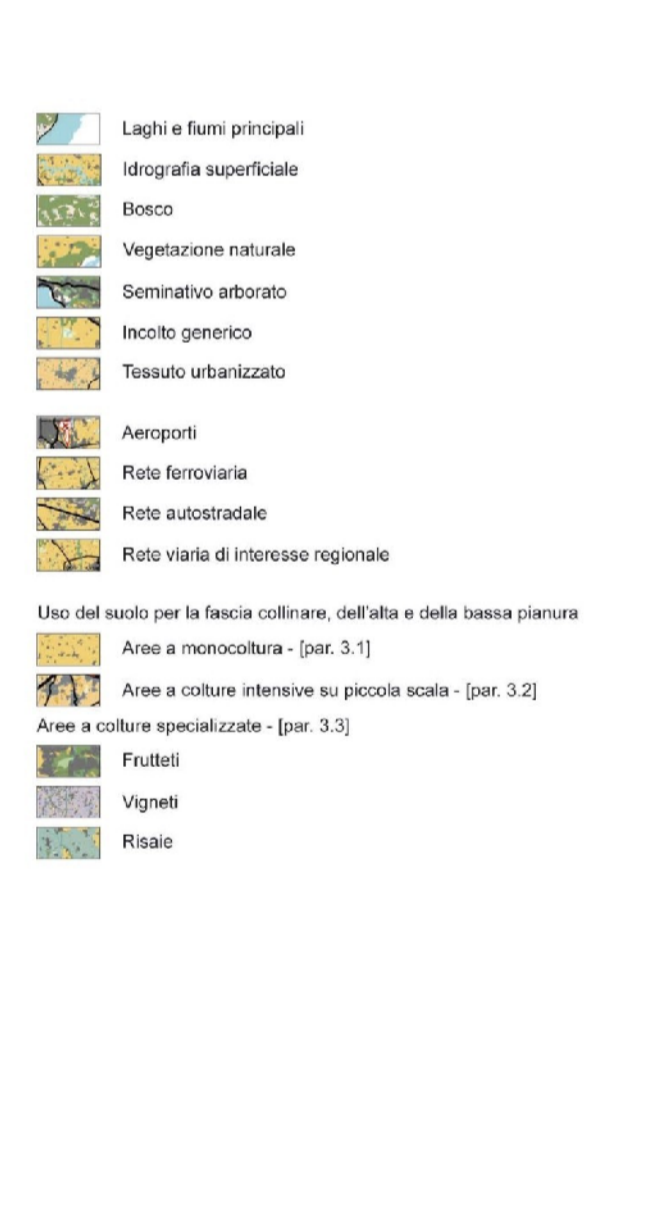 Laghi e fiumi principali
Idrografia superficiale
Bosco
Vegetazione naturale
Seminativo arborato
Incolto generico
Tessuto urbanizzato
Aeroporti
Rete ferroviaria
Rete autostradale
Rete viaria di interesse regionale
Uso del suolo per la fascia collinare, dell'alta e della bassa pianura
Aree a monocoltura - [par. 3.1]
Aree a colture intensive su piccola scala - [par. 3.2]
Aree a colture specializzate - [par. 3.3]
Frutteti
Vigneti
Risaie